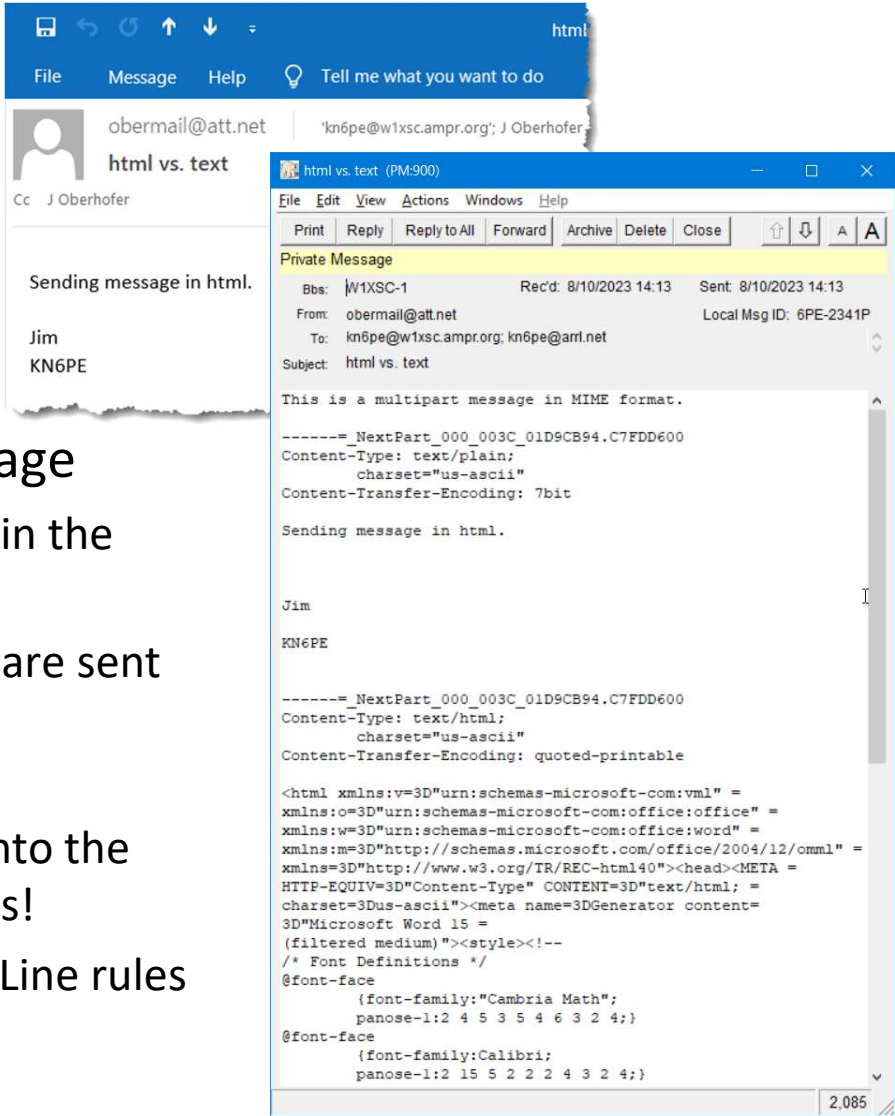 html
File Message Help Tell me what you want to do
obermail@att.net 'kn6pe@w1xsc.ampr.org'; J Oberhofer
html vs. text
Cc J Oberhofer
Sending message in html.
Jim
KN6PE
age
in the
are sent
nto the
s!
Line rules
html vs. text (PM:900)
File Edit View Actions Windows Help
Print Reply Reply to All Forward Archive Delete Close A A
Private Message
Bbs: W1XSC-1 Rec'd: 8/10/2023 14:13 Sent: 8/10/2023 14:13
From: obermail@att.net Local Msg ID: 6PE-2341P
To: kn6pe@w1xsc.ampr.org; kn6pe@arrl.net
Subject: html vs. text
This is a multipart message in MIME format.
------=_NextPart_000_003C_01D9CB94.C7FDD600
Content-Type: text/plain;
charset="us-ascii"
Content-Transfer-Encoding: 7bit
Sending message in html.
Jim
KN6PE
------=_NextPart_000_003C_01D9CB94.C7FDD600
Content-Type: text/html;
charset="us-ascii"
Content-Transfer-Encoding: quoted-printable
<html xmlns:v=3D"urn:schemas-microsoft-com:vml" =
xmlns:o=3D"urn:schemas-microsoft-com:office:office" =
xmlns:w=3D"urn:schemas-microsoft-com:office:word" =
xmlns:m=3D"http://schemas.microsoft.com/office/2004/12/omml" =
xmlns=3D"http://www.w3.org/TR/REC-html40"><head><META =
HTTP-EQUIV=3D"Content-Type" CONTENT=3D"text/html; =
charset=3Dus-ascii"><meta name=3DGenerator content=
3D"Microsoft Word 15 =
(filtered medium)"><style><!--
/* Font Definitions */
@font-face
{font-family:"Cambria Math";
panose-1:2 4 5 3 5 4 6 3 2 4;}
@font-face
{font-family:Calibri;
panose-1:2 15 5 2 2 2 4 3 2 4;}
2,085